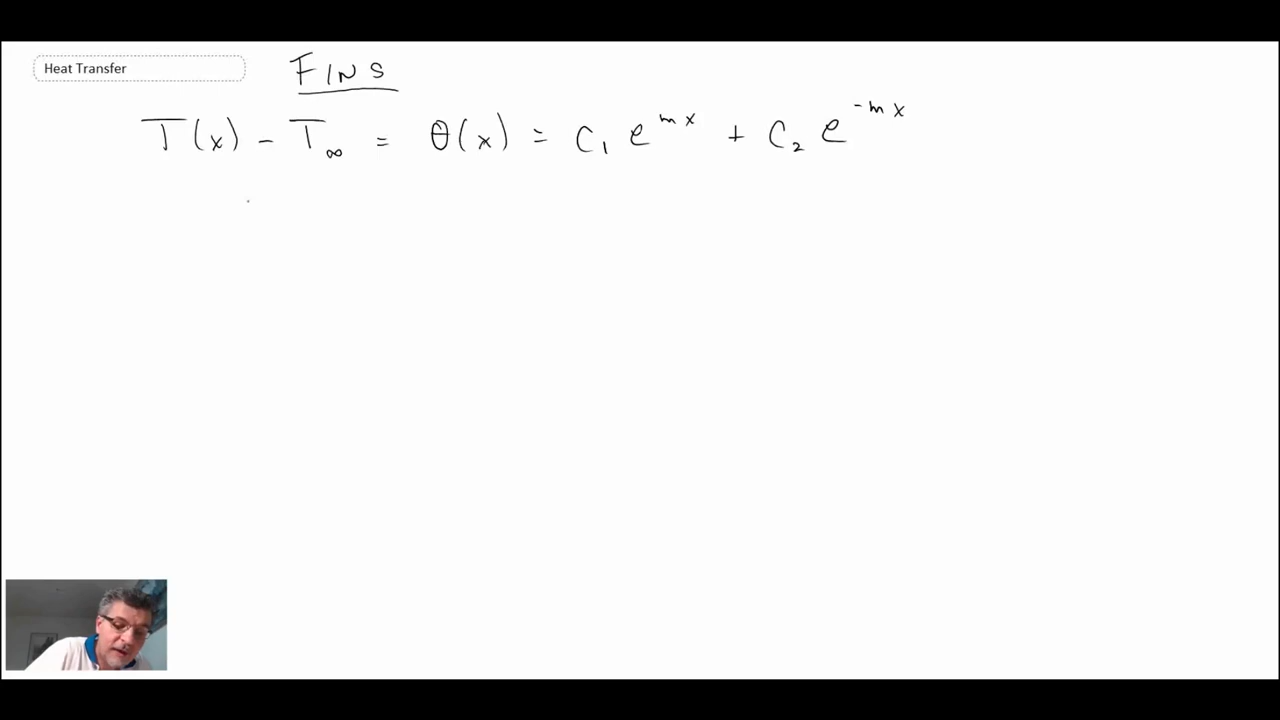 Heat Transfer
FINS
T(x) - T∞ = θ(x) = C₁ e^{mx} + C₂ e^{-mx}